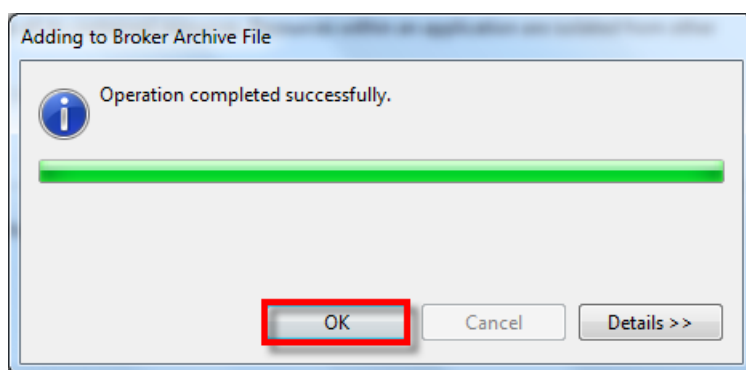 Adding to Broker Archive File
Operation completed successfully.
OK
Cancel
Details >>